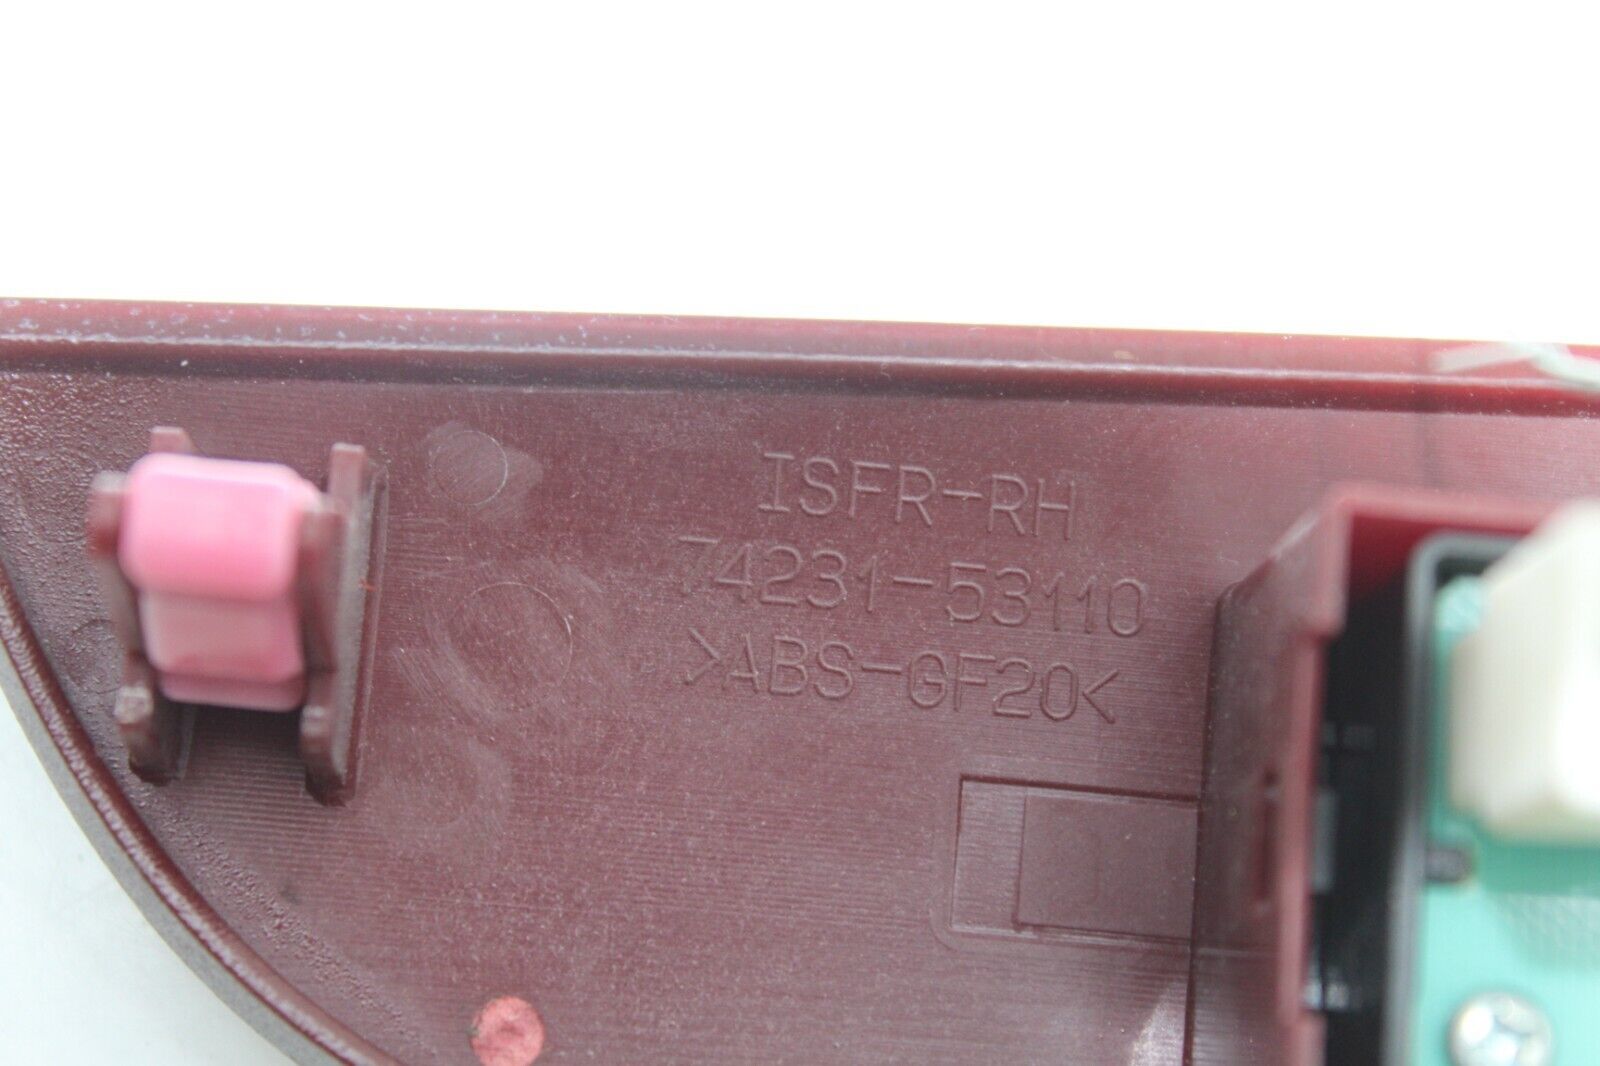 ISFR-RH
74231-53110
>ABS-GF20<